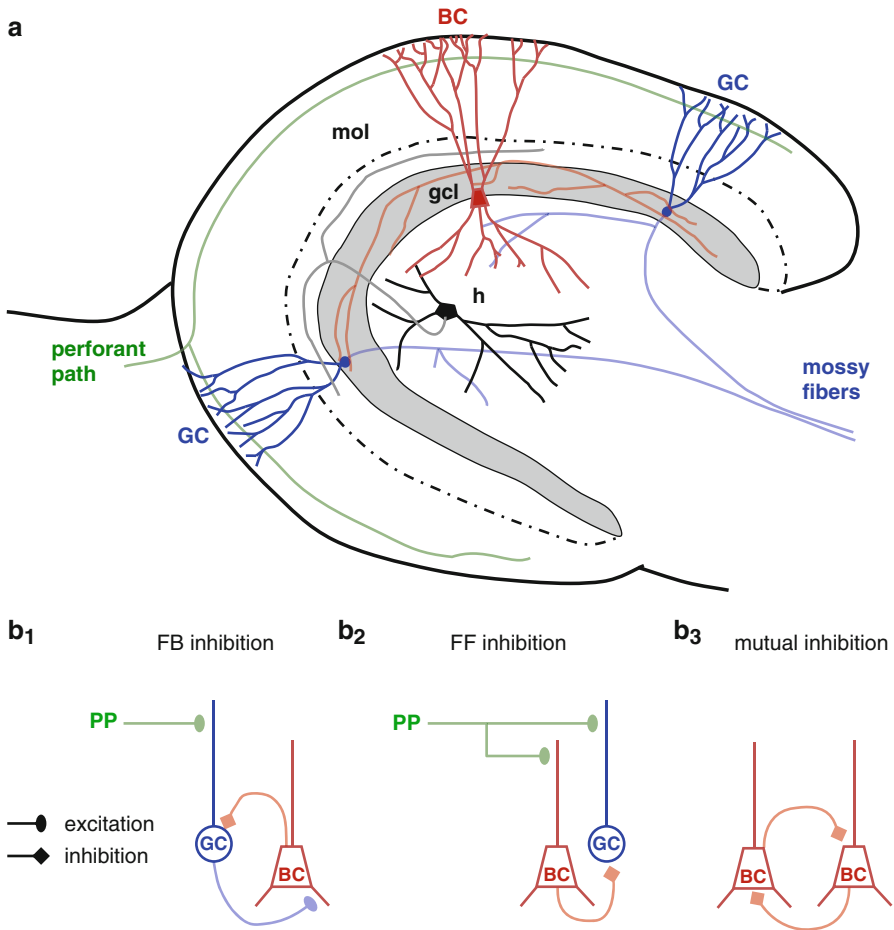 a
BC
GC
mol
gcl
h
perforant
path
GC
mossy
fibers
b1 FB inhibition
b2 FF inhibition
b3 mutual inhibition
PP
PP
excitation
inhibition
GC
BC
BC
GC
BC
BC